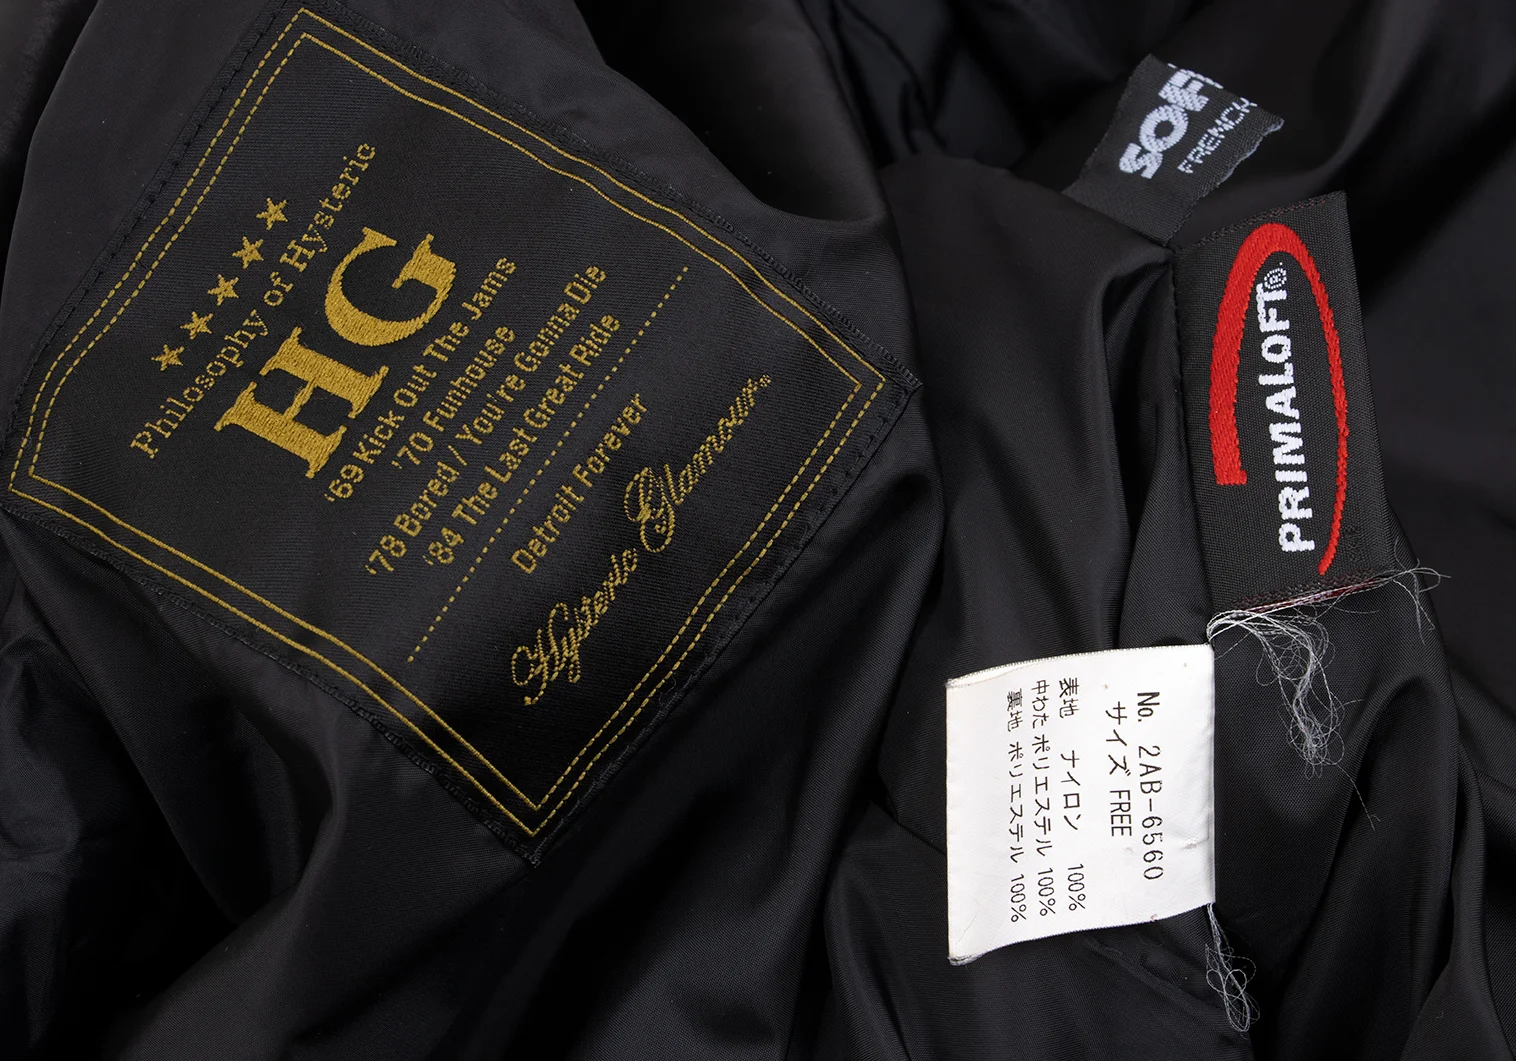 ★★★★★
Philosophy of Hysteric
HG
'69 Kick Out The Jams
'70 Funhouse
'78 Bored / You're Gonna Die
'84 The Last Great Ride
Detroit Forever
Hysteric Glamour
FRENCH
PRIMALOFT®
No. 2AB-6560
サイズ FREE
表地 ナイロン 100%
中わた ポリエステル 100%
裏地 ポリエステル 100%